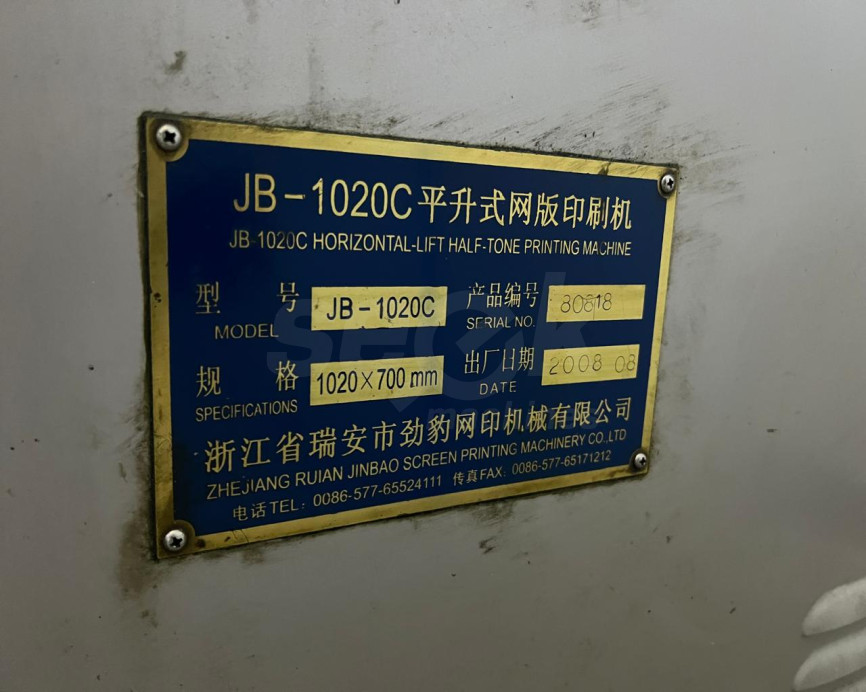 JB-1020C平升式网版印刷机
JB-1020C HORIZONTAL-LIFT HALF-TONE PRINTING MACHINE
型 号 JB-1020C 产品编号 80818
MODEL SERIAL NO.
规 格 1020×700 mm 出厂日期 2008 08
SPECIFICATIONS DATE
浙江省瑞安市劲豹网印机械有限公司
ZHEJIANG RUIAN JINBAO SCREEN PRINTING MACHINERY CO.,LTD
电话TEL: 0086-577-65524111 传真FAX: 0086-577-65171212